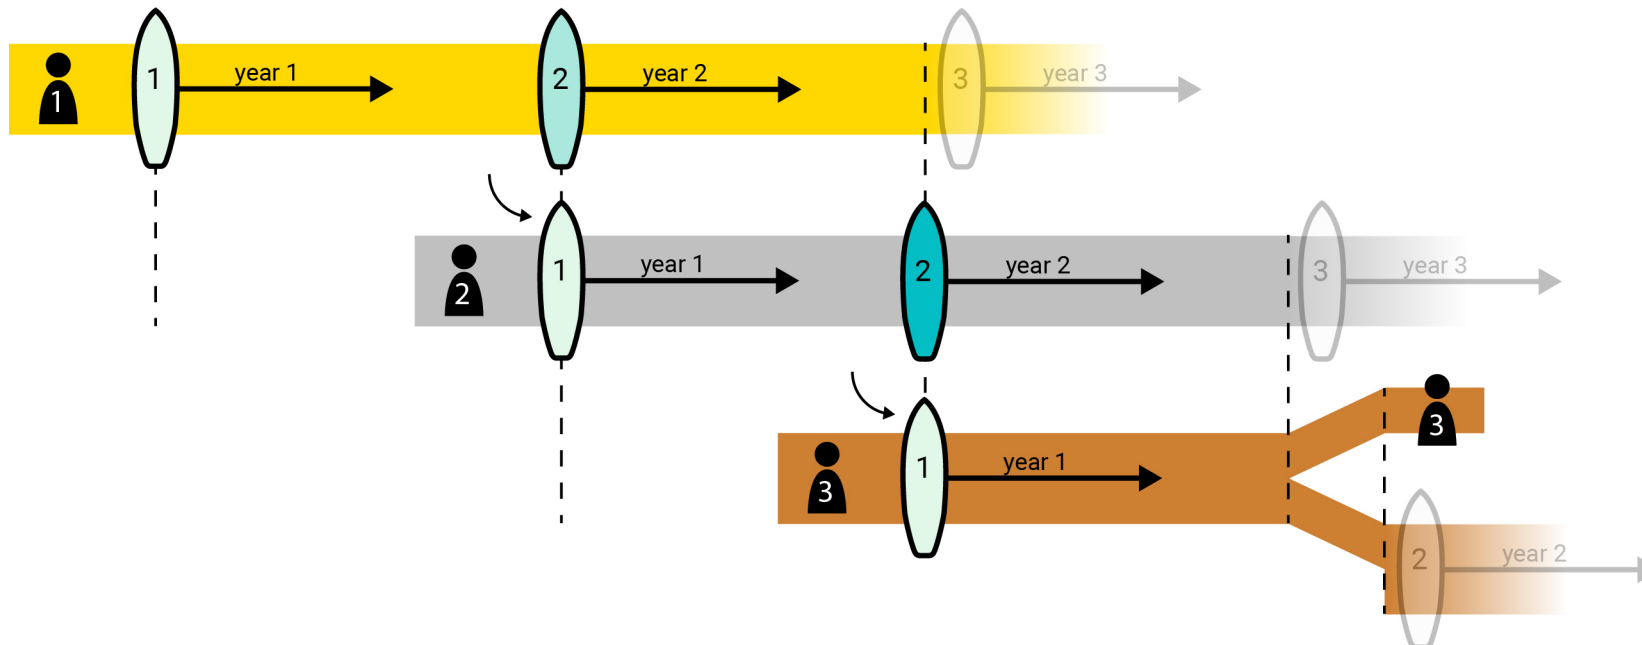 1 1 year 1 2 year 2 3 year 3
2 1 year 1 2 year 2 3 year 3
3
3 1 year 1
2 year 2